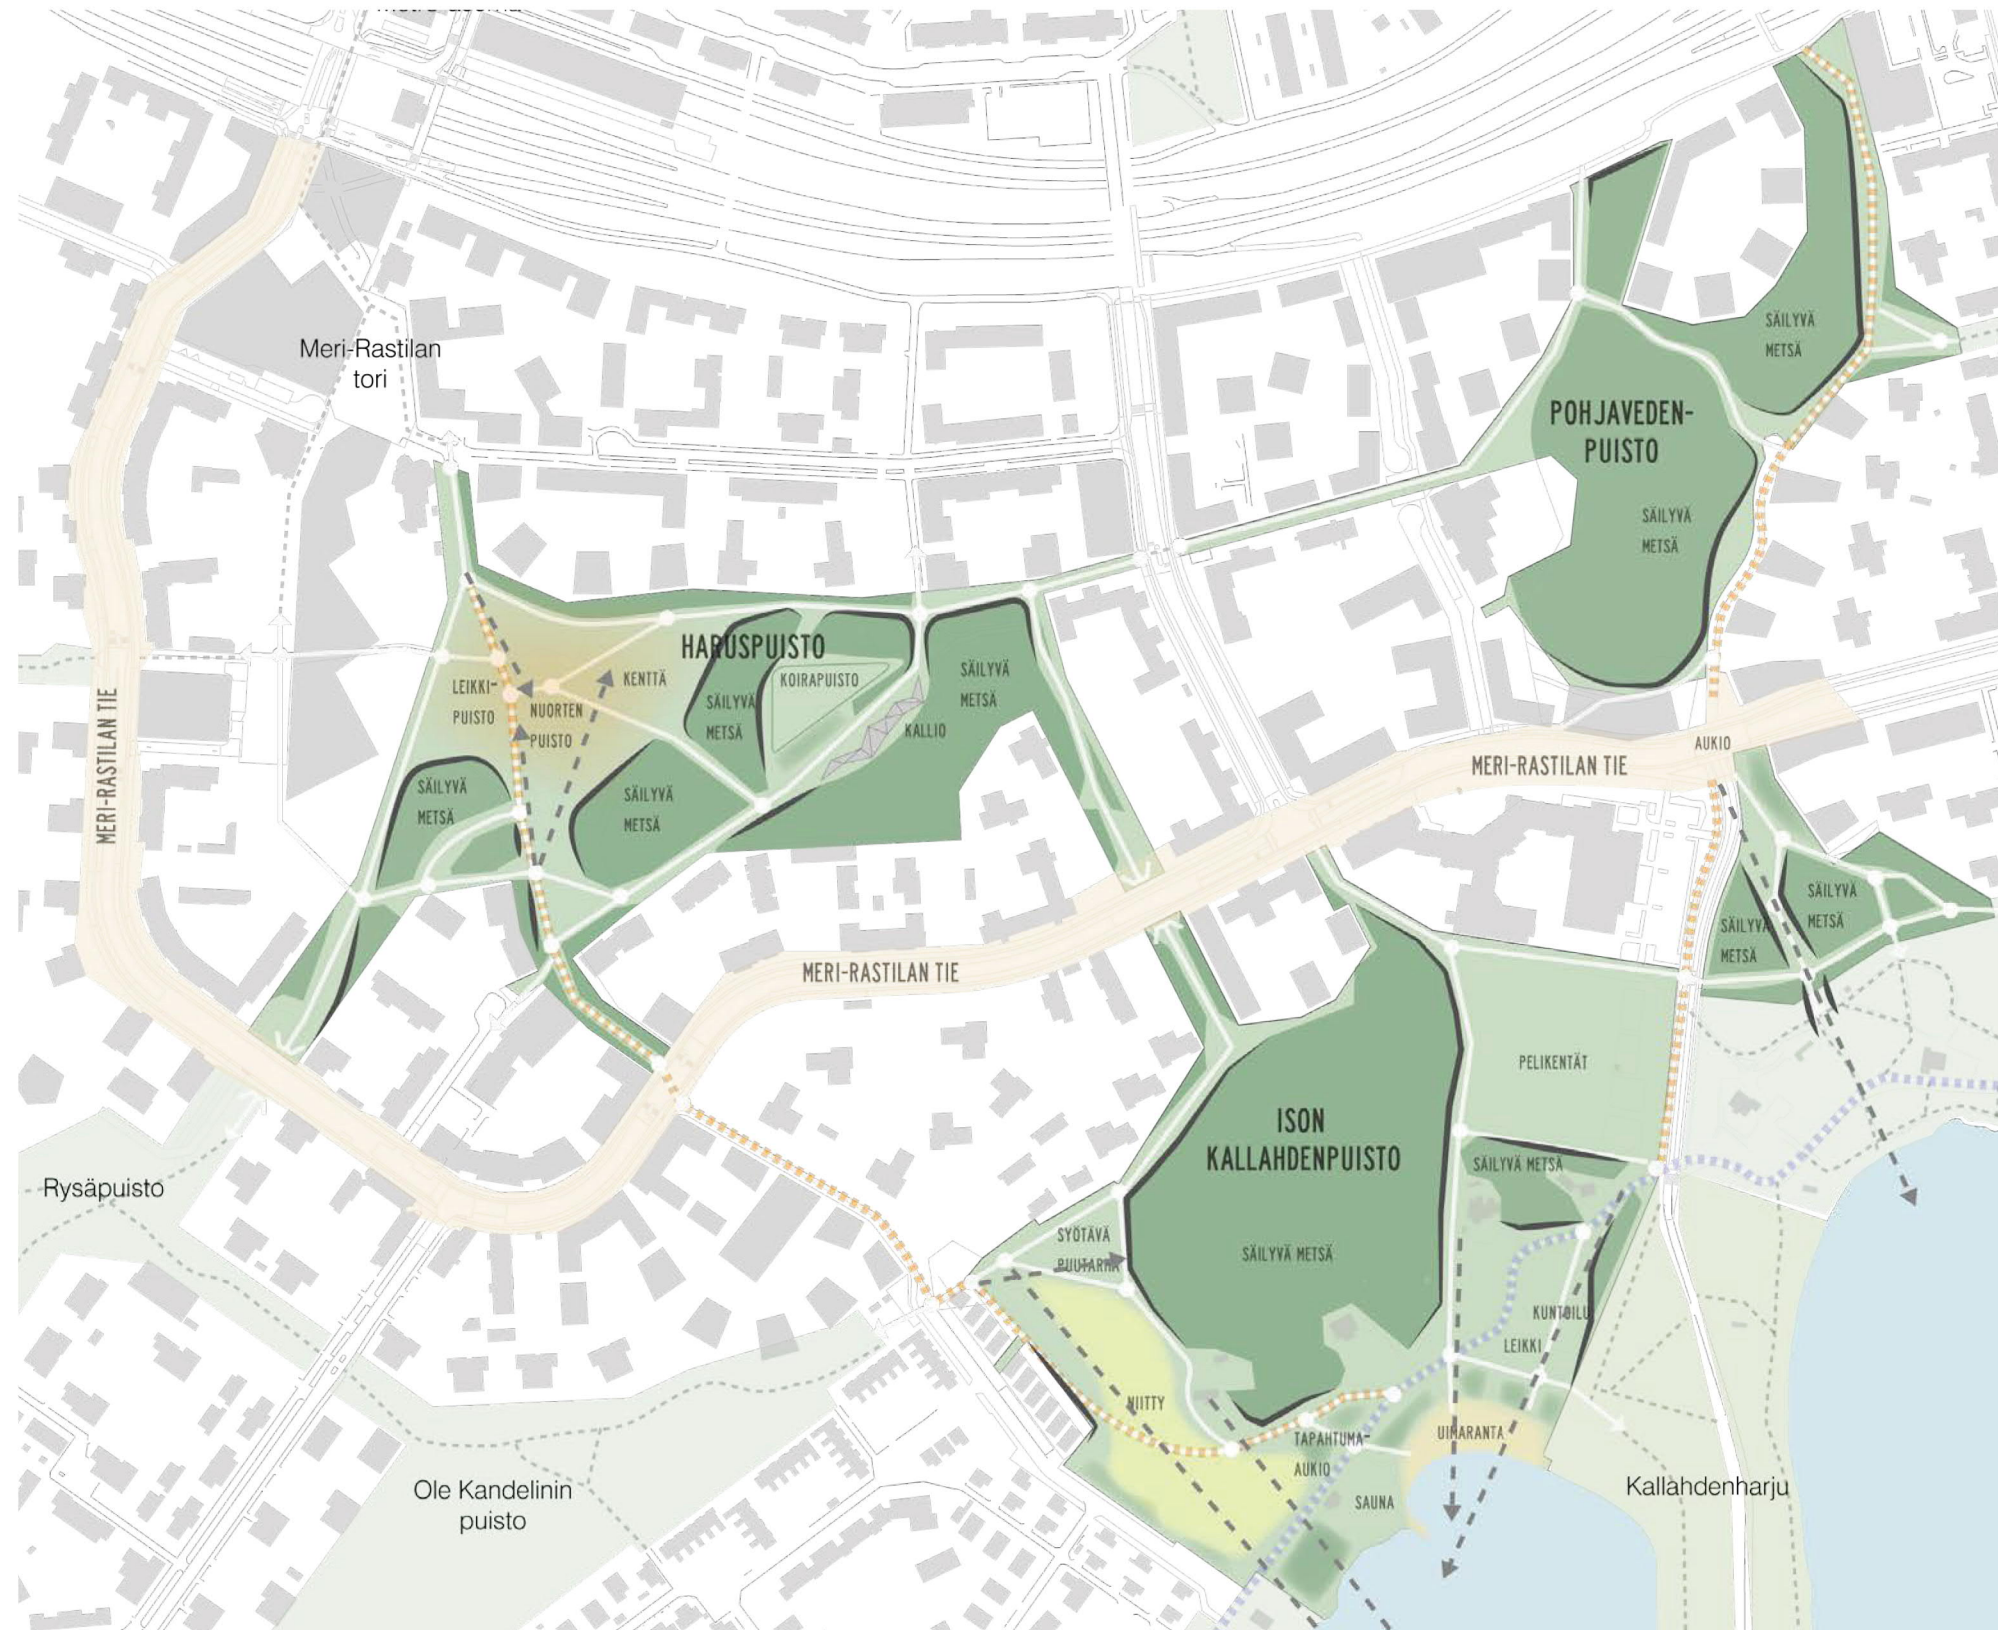 Meri-Rastilan
tori
SÄILYVÄ
METSÄ
POHJAVEDEN-
PUISTO
SÄILYVÄ
METSÄ
HARUSPUISTO
LEIKKI-
PUISTO
NUORTEN
PUISTO
KENTTÄ
SÄILYVÄ
METSÄ
KOIRAPUISTO
SÄILYVÄ
METSÄ
KALLIO
SÄILYVÄ
METSÄ
SÄILYVÄ
METSÄ
MERI-RASTILAN TIE
MERI-RASTILAN TIE
AUKIO
MERI-RASTILAN TIE
SÄILYVÄ
METSÄ
SÄILYVÄ
METSÄ
PELIKENTÄT
ISON
KALLAHDENPUISTO
SÄILYVÄ METSÄ
SÄILYVÄ METSÄ
Rysäpuisto
SYÖTÄVÄ
PUUTARHA
KUNTOILU
LEIKKI
NIITTY
TAPAHTUMA-
AUKIO
UIMARANTA
SAUNA
Kallahdenharju
Ole Kandelinin
puisto